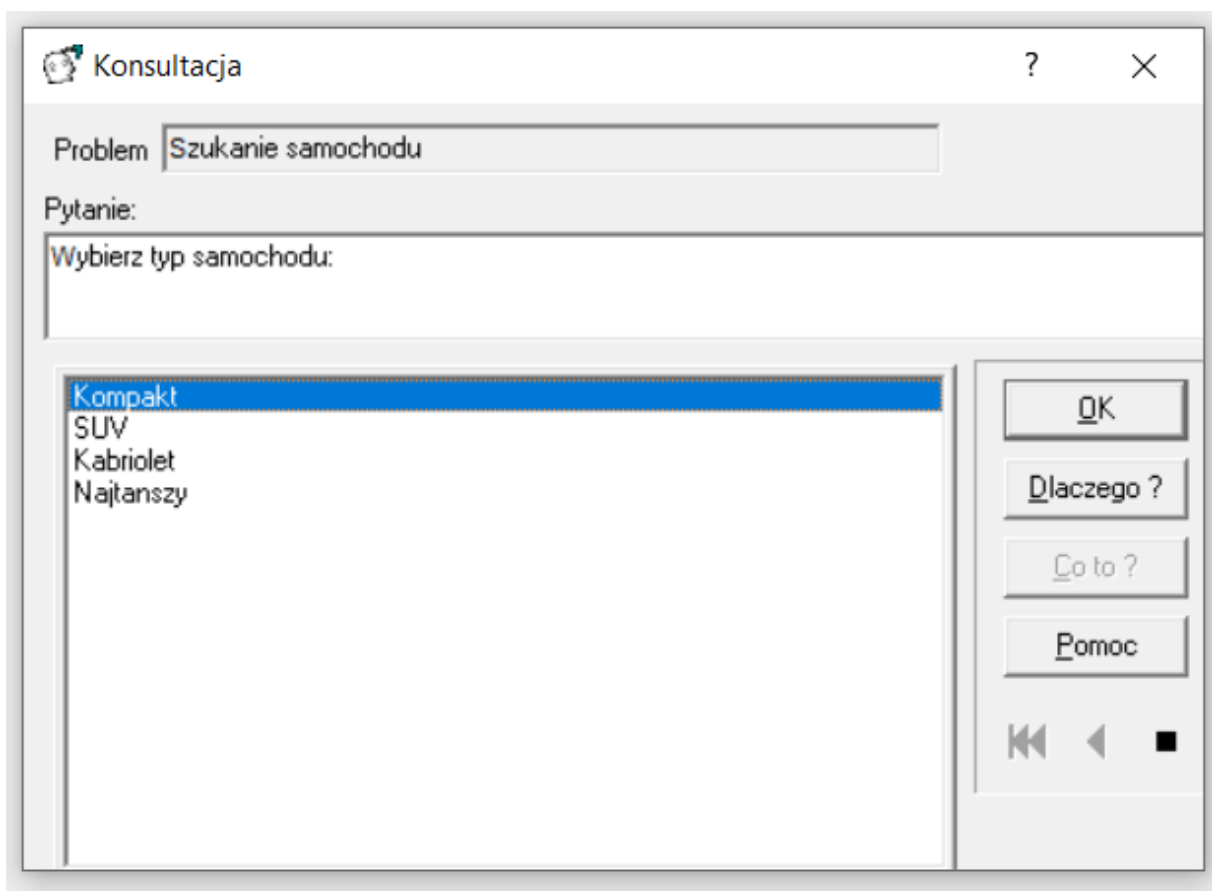 Konsultacja
?
Problem Szukanie samochodu
Pytanie:
Wybierz typ samochodu:
Kompakt
SUV
Kabriolet
Najtanszy
OK
Dlaczego ?
Co to ?
Pomoc